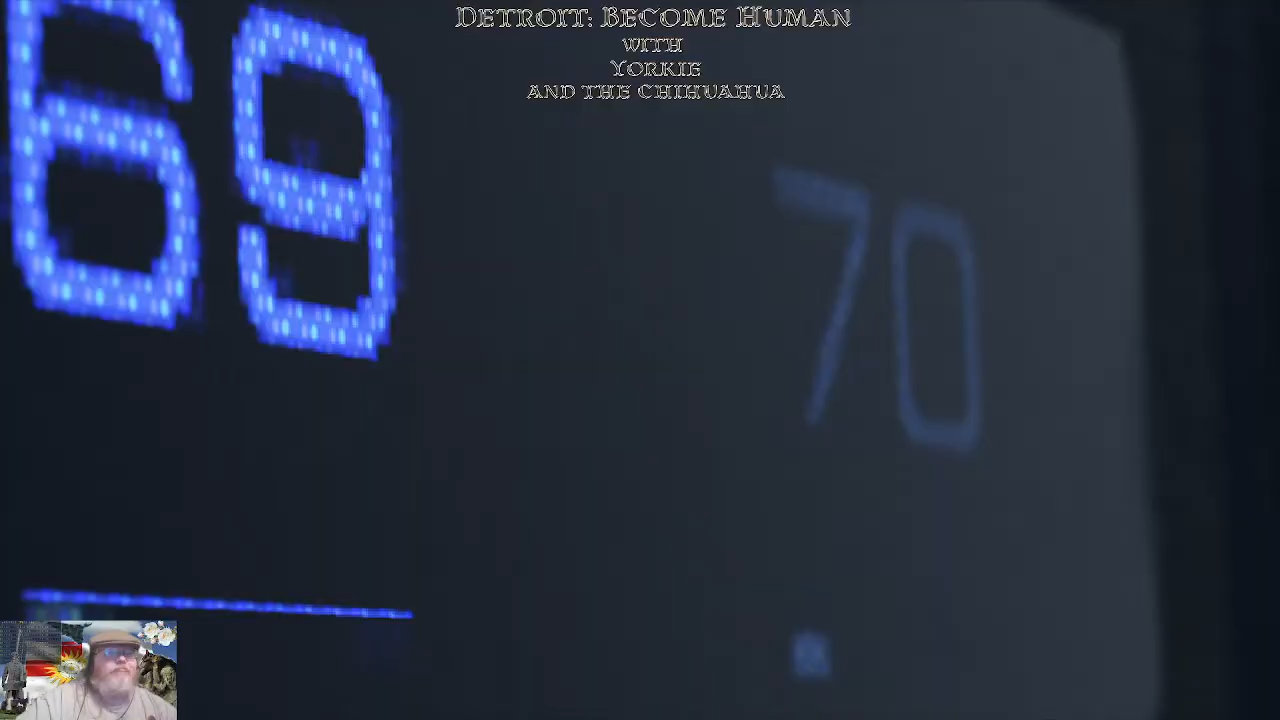 DETROIT: BECOME HUMAN
WITH
YORKIE
AND THE CHIHUAHUA
69
70